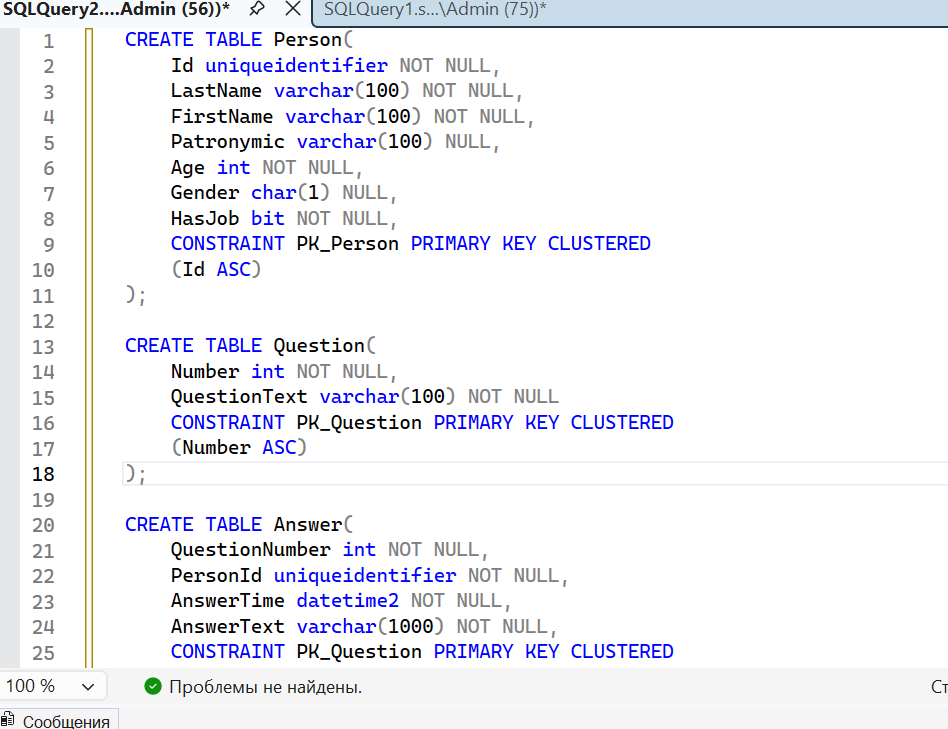 SQLQuery2....Admin (56))* SQLQuery1.s...\Admin (75))*
1 CREATE TABLE Person(
2 Id uniqueidentifier NOT NULL,
3 LastName varchar(100) NOT NULL,
4 FirstName varchar(100) NOT NULL,
5 Patronymic varchar(100) NULL,
6 Age int NOT NULL,
7 Gender char(1) NULL,
8 HasJob bit NOT NULL,
9 CONSTRAINT PK_Person PRIMARY KEY CLUSTERED
10 (Id ASC)
11 );
12
13 CREATE TABLE Question(
14 Number int NOT NULL,
15 QuestionText varchar(100) NOT NULL
16 CONSTRAINT PK_Question PRIMARY KEY CLUSTERED
17 (Number ASC)
18 );
19
20 CREATE TABLE Answer(
21 QuestionNumber int NOT NULL,
22 PersonId uniqueidentifier NOT NULL,
23 AnswerTime datetime2 NOT NULL,
24 AnswerText varchar(1000) NOT NULL,
25 CONSTRAINT PK_Question PRIMARY KEY CLUSTERED
100 % Проблемы не найдены. Ст
Сообщения